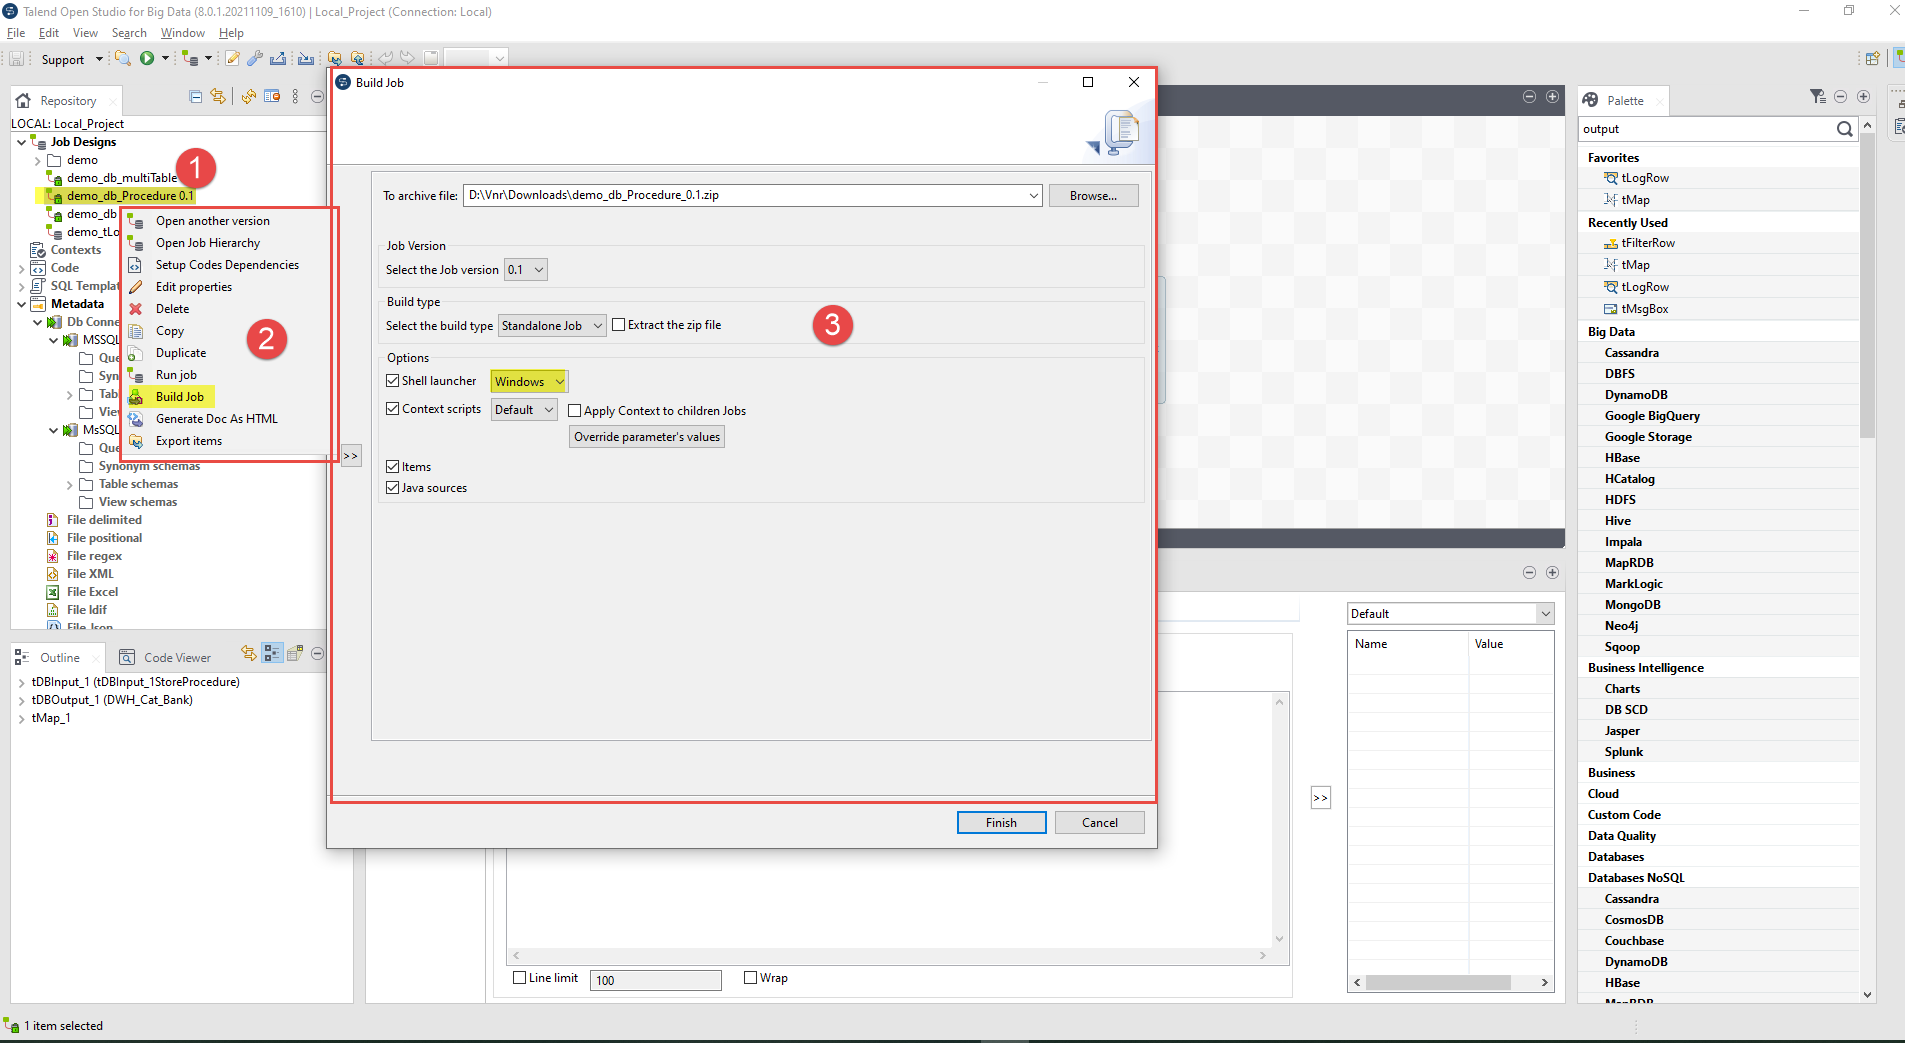 Talend Open Studio for Big Data (8.0.1.20211109_1610) | Local_Project (Connection: Local)
File Edit View Search Window Help
Support
Repository
LOCAL: Local_Project
Job Designs
demo
demo_db_multiTable
demo_db_Procedure 0.1
demo_db
demo_tLo
Contexts
Code
SQL Templat
Metadata
Db Conne
MSSQL
Que
Syn
Tab
Viev
MsSQL
Que
Synonym schemas
Table schemas
View schemas
File delimited
File positional
File regex
File XML
File Excel
File ldif
File Json
1
Open another version
Open Job Hierarchy
Setup Codes Dependencies
Edit properties
Delete
Copy
Duplicate
Run job
Build Job
Generate Doc As HTML
Export items
2
Build Job
To archive file: D:\Vnr\Downloads\demo_db_Procedure_0.1.zip Browse...
Job Version
Select the Job version 0.1
Build type
Select the build type Standalone Job Extract the zip file
3
Options
Shell launcher Windows
Context scripts Default Apply Context to children Jobs
Override parameter's values
Items
Java sources
>>
Finish Cancel
Outline Code Viewer
tDBInput_1 (tDBInput_1StoreProcedure)
tDBOutput_1 (DWH_Cat_Bank)
tMap_1
Line limit 100 Wrap
>>
Default
Name Value
Palette
output
Favorites
tLogRow
tMap
Recently Used
tFilterRow
tMap
tLogRow
tMsgBox
Big Data
Cassandra
DBFS
DynamoDB
Google BigQuery
Google Storage
HBase
HCatalog
HDFS
Hive
Impala
MapRDB
MarkLogic
MongoDB
Neo4j
Sqoop
Business Intelligence
Charts
DB SCD
Jasper
Splunk
Business
Cloud
Custom Code
Data Quality
Databases
Databases NoSQL
Cassandra
CosmosDB
Couchbase
DynamoDB
HBase
MapRDB
1 item selected